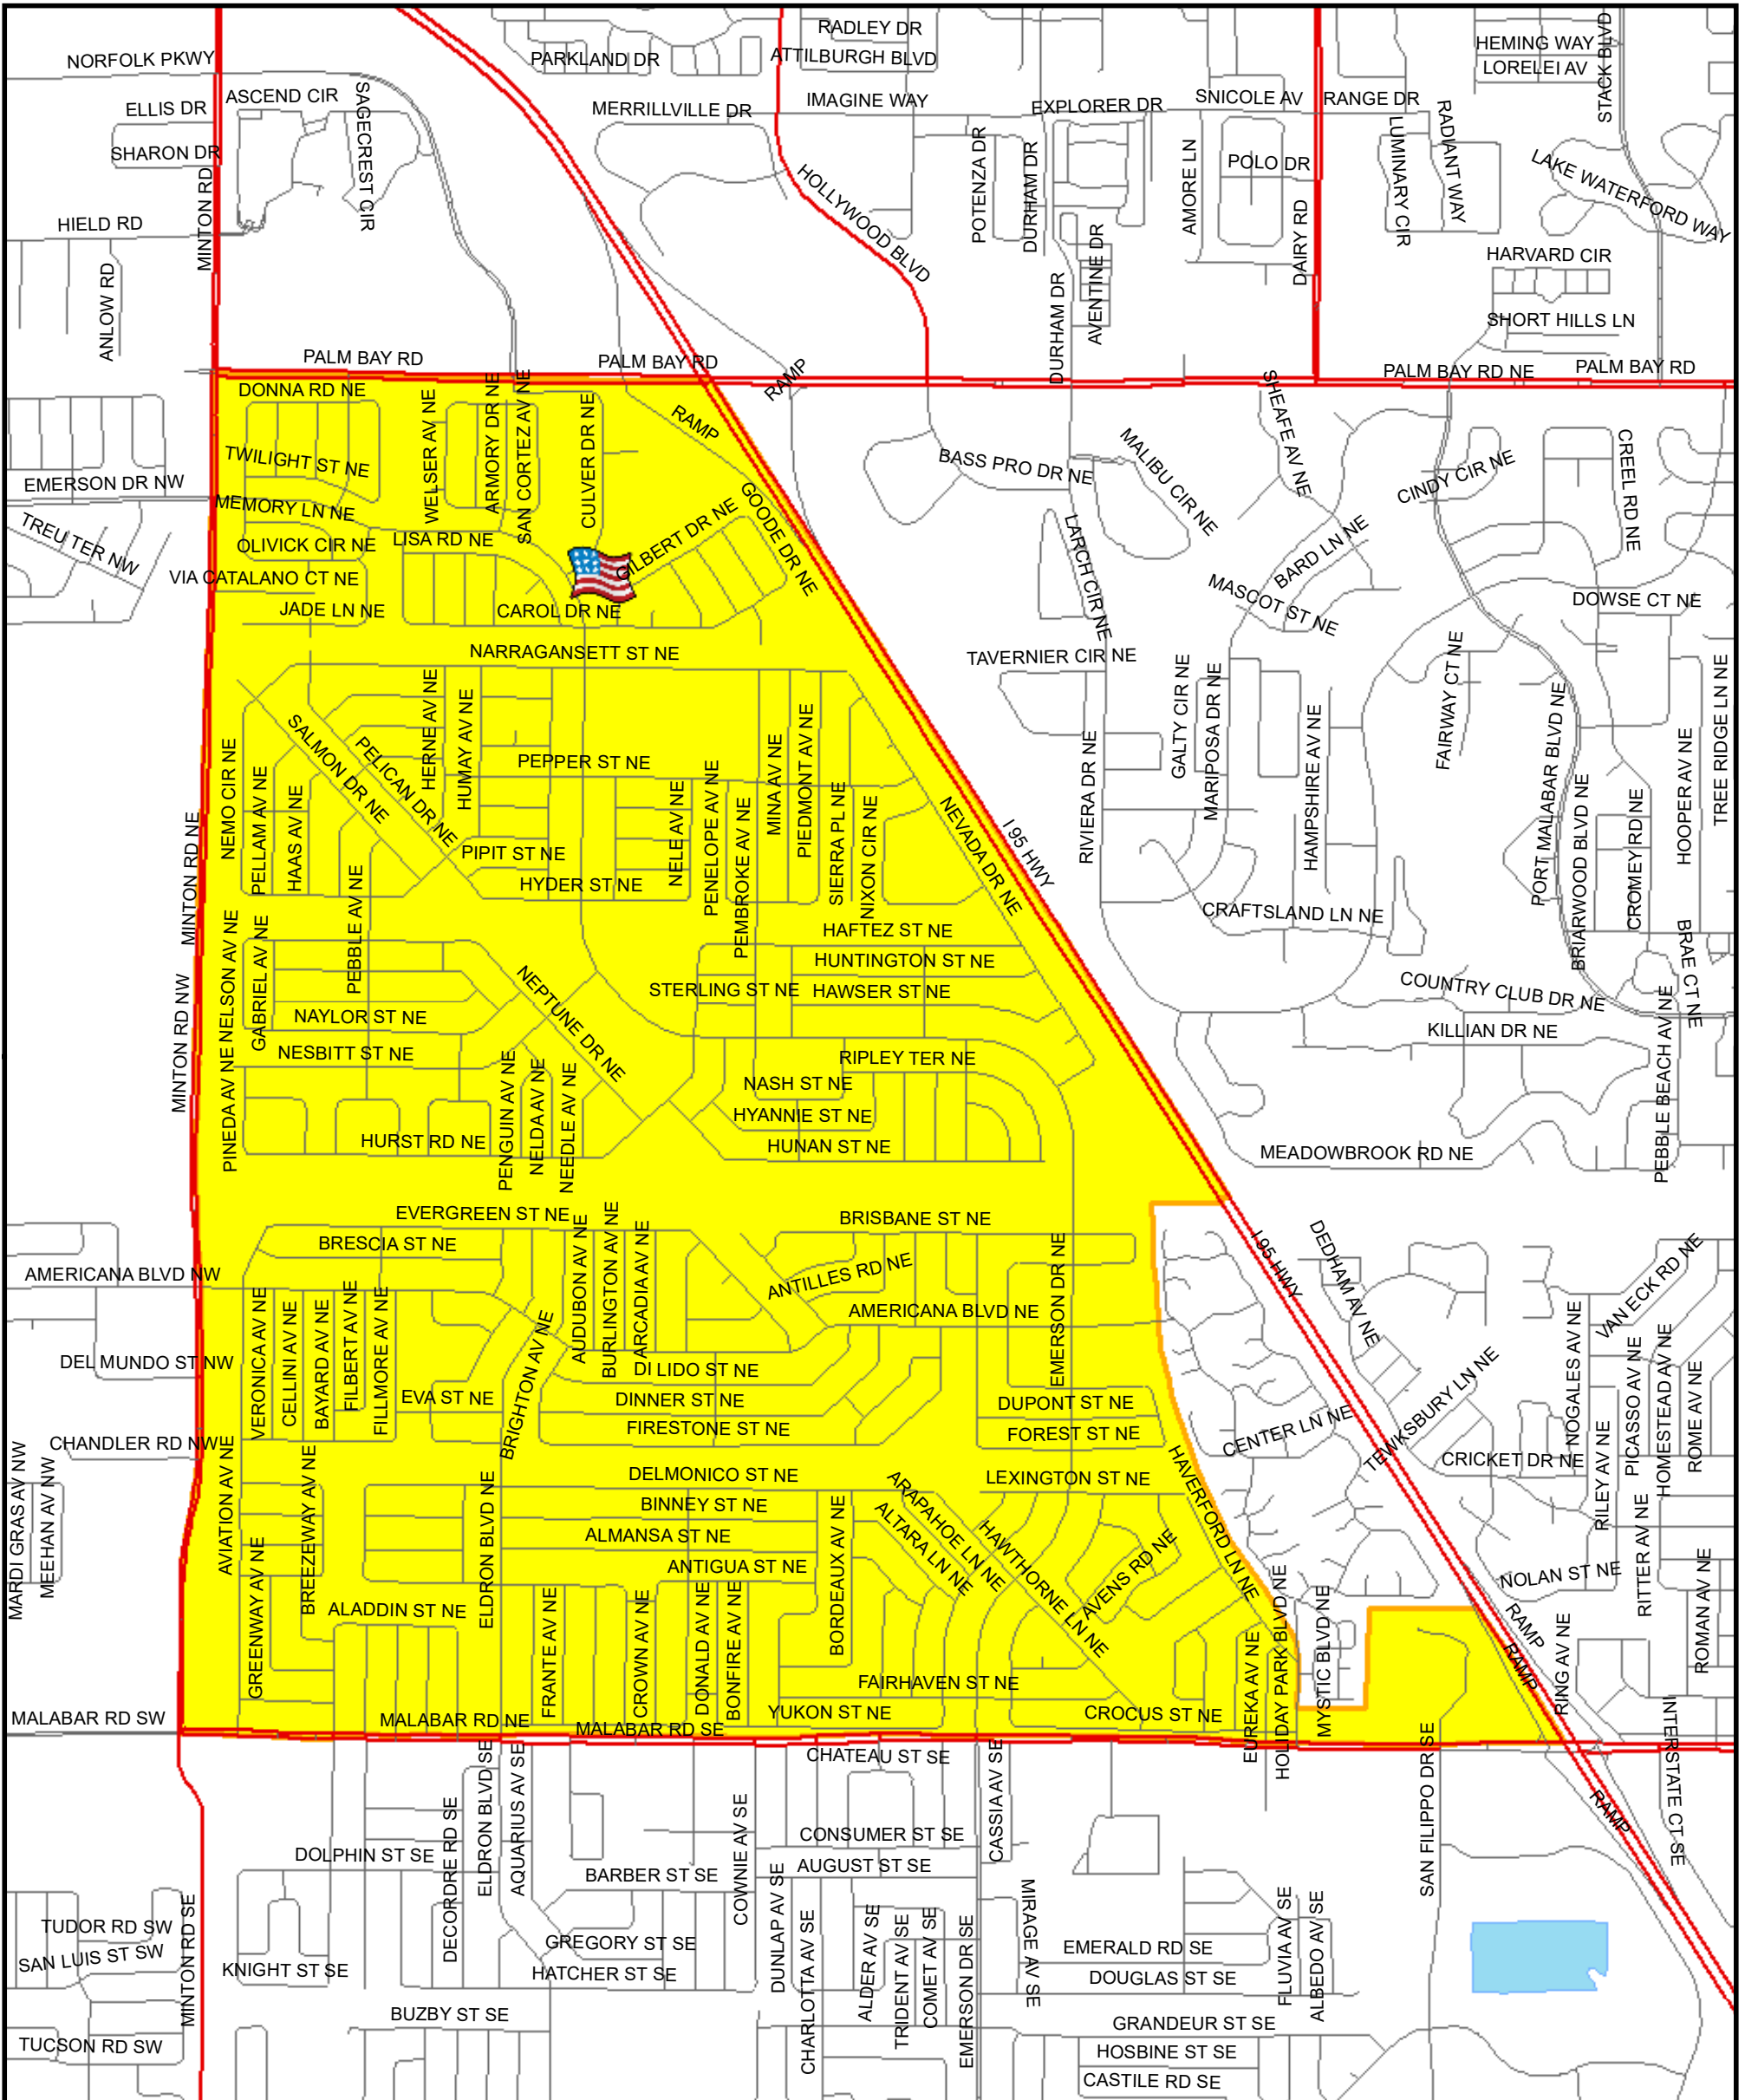 RADLEY DR
HEMING WAY
STACK BLVD
NORFOLK PKWY
PARKLAND DR
ATTILBURGH BLVD
LORELEI AV
ELLIS DR
ASCEND CIR
SAGECREST CIR
MERRILLVILLE DR
IMAGINE WAY
EXPLORER DR
SNICOLE AV
RANGE DR
SHARON DR
MINTON RD
HOLLYWOOD BLVD
POTENZA DR
DURHAM DR
AMORE LN
POLO DR
LUMINARY CIR
RADIANT WAY
LAKE WATERFORD WAY
HIELD RD
ANLOW RD
DURHAM DR
AVENTINE DR
DAIRY RD
HARVARD CIR
SHORT HILLS LN
PALM BAY RD
PALM BAY RD
RAMP
PALM BAY RD NE
PALM BAY RD
DONNA RD NE
WELSER AV NE
ARMORY DR NE
SAN CORTEZ AV NE
CULVER DR NE
RAMP
SHEAFE AV NE
TWILIGHT ST NE
BASS PRO DR NE
MALIBU CIR NE
CINDY CIR NE
CREEL RD NE
EMERSON DR NW
MEMORY LN NE
GOODE DR NE
TREU TER NW
OLIVICK CIR NE
LISA RD NE
GILBERT DR NE
LARCH CIR NE
BARD LN NE
VIA CATALANO CT NE
MASCOT ST NE
DOWSE CT NE
JADE LN NE
CAROL DR NE
NARRAGANSETT ST NE
TAVERNIER CIR NE
GALTY CIR NE
MARIPOSA DR NE
FAIRWAY CT NE
TREE RIDGE LN NE
SALMON DR NE
PELICAN DR NE
HERNE AV NE
HUMAY AV NE
PEPPER ST NE
MINA AV NE
PIEDMONT AV NE
RIVIERA DR NE
HAMPSHIRE AV NE
PORT MALABAR BLVD NE
HOOPER AV NE
NEMO CIR NE
PELLAM AV NE
HAAS AV NE
NELE AV NE
PENELOPE AV NE
PEMBROKE AV NE
SIERRA PL NE
NIXON CIR NE
NEVADA DR NE
I 95 HWY
BRIARWOOD BLVD NE
CROMEY RD NE
MINTON RD NE
PIPIT ST NE
HYDER ST NE
PEBBLE AV NE
CRAFTSLAND LN NE
BRAE CT NE
NELSON AV NE
GABRIEL AV NE
HAFTEZ ST NE
HUNTINGTON ST NE
NEPTUNE DR NE
STERLING ST NE
HAWSER ST NE
COUNTRY CLUB DR NE
MINTON RD NW
NAYLOR ST NE
KILLIAN DR NE
PEBBLE BEACH AV NE
NESBITT ST NE
RIPLEY TER NE
PINEDA AV NE
PENGUIN AV NE
NELDA AV NE
NEEDLE AV NE
NASH ST NE
HYANNIE ST NE
HURST RD NE
HUNAN ST NE
MEADOWBROOK RD NE
EVERGREEN ST NE
BRISBANE ST NE
BRESCIA ST NE
AUDUBON AV NE
BURLINGTON AV NE
ARCADIA AV NE
EMERSON DR NE
I 95 HWY
DEDHAM AV NE
VAN ECK RD NE
AMERICANA BLVD NW
ANTILLES RD NE
AMERICANA BLVD NE
VERONICA AV NE
CELLINI AV NE
BAYARD AV NE
FILBERT AV NE
FILLMORE AV NE
BRIGHTON AV NE
DEL MUNDO ST NW
DI LIDO ST NE
NOGALES AV NE
PICASSO AV NE
HOMESTEAD AV NE
ROME AV NE
EVA ST NE
DINNER ST NE
DUPONT ST NE
TEWKSBURY LN NE
CHANDLER RD NW
FIRESTONE ST NE
FOREST ST NE
CENTER LN NE
CRICKET DR NE
MARDI GRAS AV NW
MEEHAN AV NW
AVIATION AV NE
BREEZEWAY AV NE
ELDRON BLVD NE
DELMONICO ST NE
ARAPAHOE LN NE
LEXINGTON ST NE
HAVERFORD LN NE
RILEY AV NE
BINNEY ST NE
ALTARA LN NE
HAWTHORNE LN NE
RITTER AV NE
ALMANSA ST NE
BORDEAUX AV NE
LAVENS RD NE
ANTIGUA ST NE
NOLAN ST NE
ROMAN AV NE
GREENWAY AV NE
ALADDIN ST NE
FRANTE AV NE
CROWN AV NE
DONALD AV NE
BONFIRE AV NE
EUREKA AV NE
HOLIDAY PARK BLVD NE
MYSTIC BLVD NE
RAMP
RAMP
RING AV NE
FAIRHAVEN ST NE
MALABAR RD SW
MALABAR RD NE
MALABAR RD SE
YUKON ST NE
CROCUS ST NE
INTERSTATE CT SE
CHATEAU ST SE
CASSIA AV SE
SAN FILIPPO DR SE
RAMP
DECORDRE RD SE
ELDRON BLVD SE
AQUARIUS AV SE
COWNIE AV SE
CONSUMER ST SE
DOLPHIN ST SE
BARBER ST SE
AUGUST ST SE
MINTON RD SE
TUDOR RD SW
SAN LUIS ST SW
KNIGHT ST SE
GREGORY ST SE
HATCHER ST SE
DUNLAP AV SE
CHARLOTTA AV SE
ALDER AV SE
TRIDENT AV SE
COMET AV SE
EMERSON DR SE
MIRAGE AV SE
EMERALD RD SE
DOUGLAS ST SE
FLUVIA AV SE
ALBEDO AV SE
BUZBY ST SE
GRANDEUR ST SE
TUCSON RD SW
HOSBINE ST SE
CASTILE RD SE